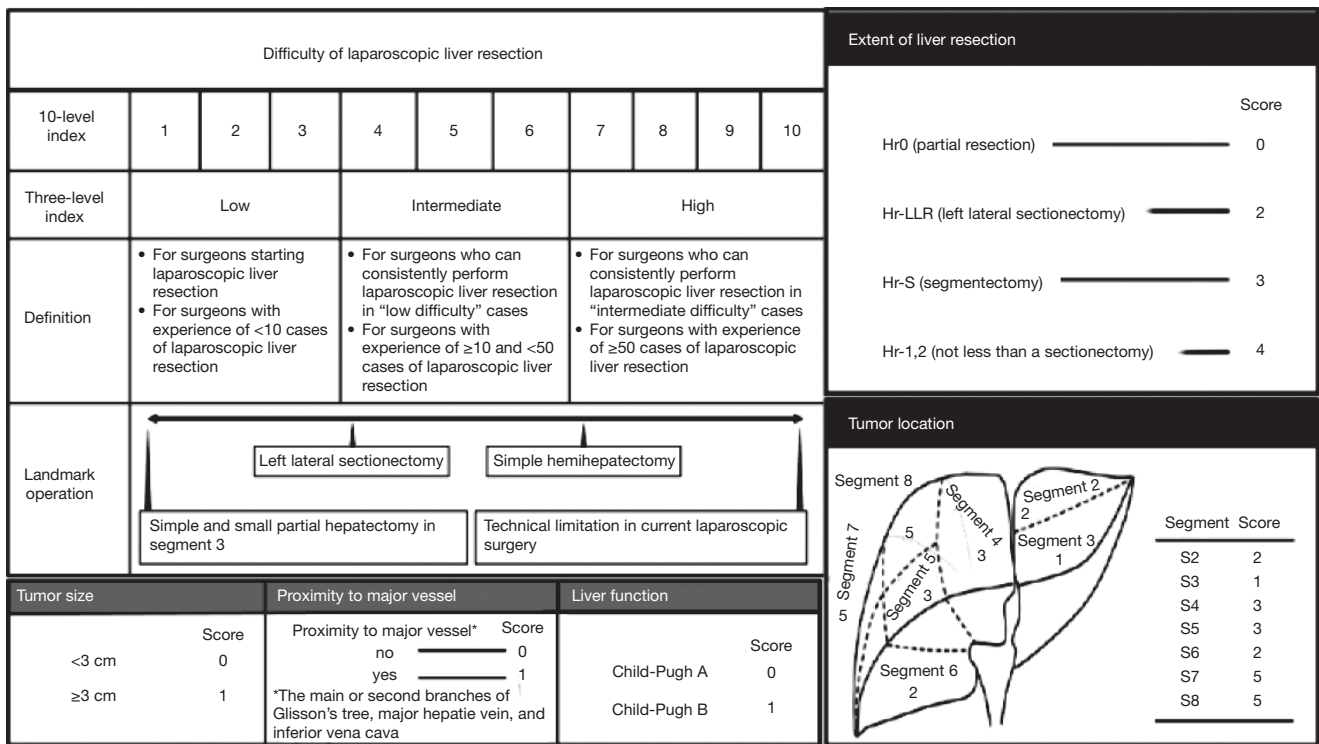 Difficulty of laparoscopic liver resection
10-level
index
1 2 3 4 5 6 7 8 9 10
Three-level
index
Low
Intermediate
High
Definition
• For surgeons starting
laparoscopic liver
resection
• For surgeons with
experience of <10 cases
of laparoscopic liver
resection
• For surgeons who can
consistently perform
laparoscopic liver resection
in “low difficulty” cases
• For surgeons with
experience of ≥10 and <50
cases of laparoscopic liver
resection
• For surgeons who can
consistently perform
laparoscopic liver resection in
“intermediate difficulty” cases
• For surgeons with experience
of ≥50 cases of laparoscopic
liver resection
Landmark
operation
Left lateral sectionectomy
Simple hemihepatectomy
Simple and small partial hepatectomy in
segment 3
Technical limitation in current laparoscopic
surgery
Tumor size
Score
<3 cm 0
≥3 cm 1
Proximity to major vessel
Proximity to major vessel* Score
no 0
yes 1
*The main or second branches of
Glisson’s tree, major hepatie vein, and
inferior vena cava
Liver function
Score
Child-Pugh A 0
Child-Pugh B 1
Extent of liver resection
Score
Hr0 (partial resection) 0
Hr-LLR (left lateral sectionectomy) 2
Hr-S (segmentectomy) 3
Hr-1,2 (not less than a sectionectomy) 4
Tumor location
Segment 8
5
Segment 7
5
Segment 4
3
Segment 5
3
Segment 2
2
Segment 3
1
Segment 6
2
Segment Score
S2 2
S3 1
S4 3
S5 3
S6 2
S7 5
S8 5